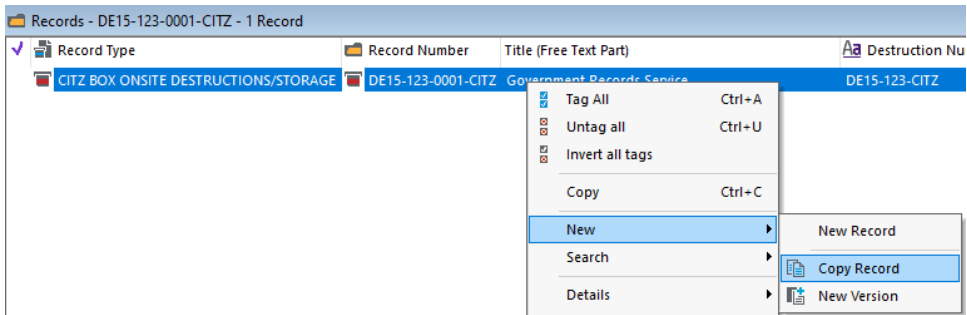 Records - DE15-123-0001-CITZ - 1 Record
Record Type Record Number Title (Free Text Part) Aa Destruction Nu
CITZ BOX ONSITE DESTRUCTIONS/STORAGE DE15-123-0001-CITZ Government Records Service DE15-123-CITZ
Tag All Ctrl+A
Untag all Ctrl+U
Invert all tags
Copy Ctrl+C
New
New Record
Search
Copy Record
Details
New Version